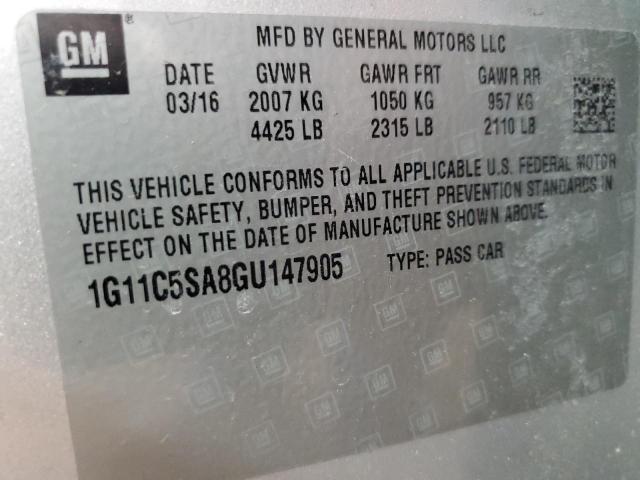 GM ®
MFD BY GENERAL MOTORS LLC
DATE GVWR GAWR FRT GAWR RR
03/16 2007 KG 1050 KG 957 KG
4425 LB 2315 LB 2110 LB
THIS VEHICLE CONFORMS TO ALL APPLICABLE U.S. FEDERAL MOTOR
VEHICLE SAFETY, BUMPER, AND THEFT PREVENTION STANDARDS IN
EFFECT ON THE DATE OF MANUFACTURE SHOWN ABOVE.
1G11C5SA8GU147905 TYPE: PASS CAR